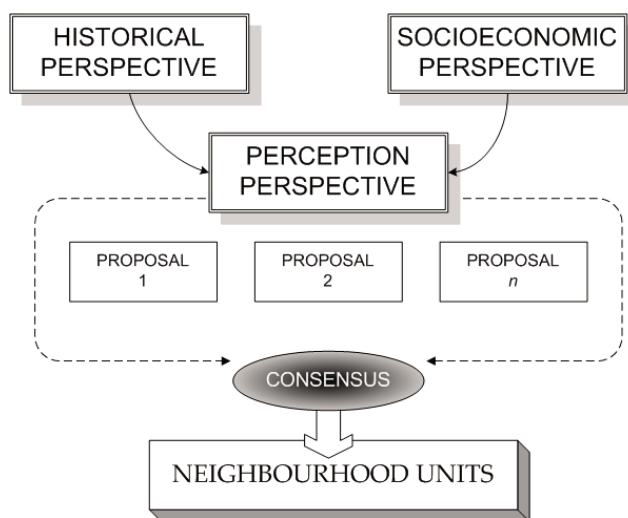 HISTORICAL
PERSPECTIVE
SOCIOECONOMIC
PERSPECTIVE
PERCEPTION
PERSPECTIVE
PROPOSAL
1
PROPOSAL
2
PROPOSAL
n
CONSENSUS
NEIGHBOURHOOD UNITS